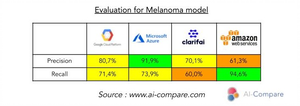 Evaluation for Melanoma model
Google Cloud Platform Microsoft Azure clarifai amazon web services
Precision 80,7% 91,9% 70,1% 61,3%
Recall 71,4% 73,9% 60,0% 94,6%
Source : www.ai-compare.com
AI-Compare